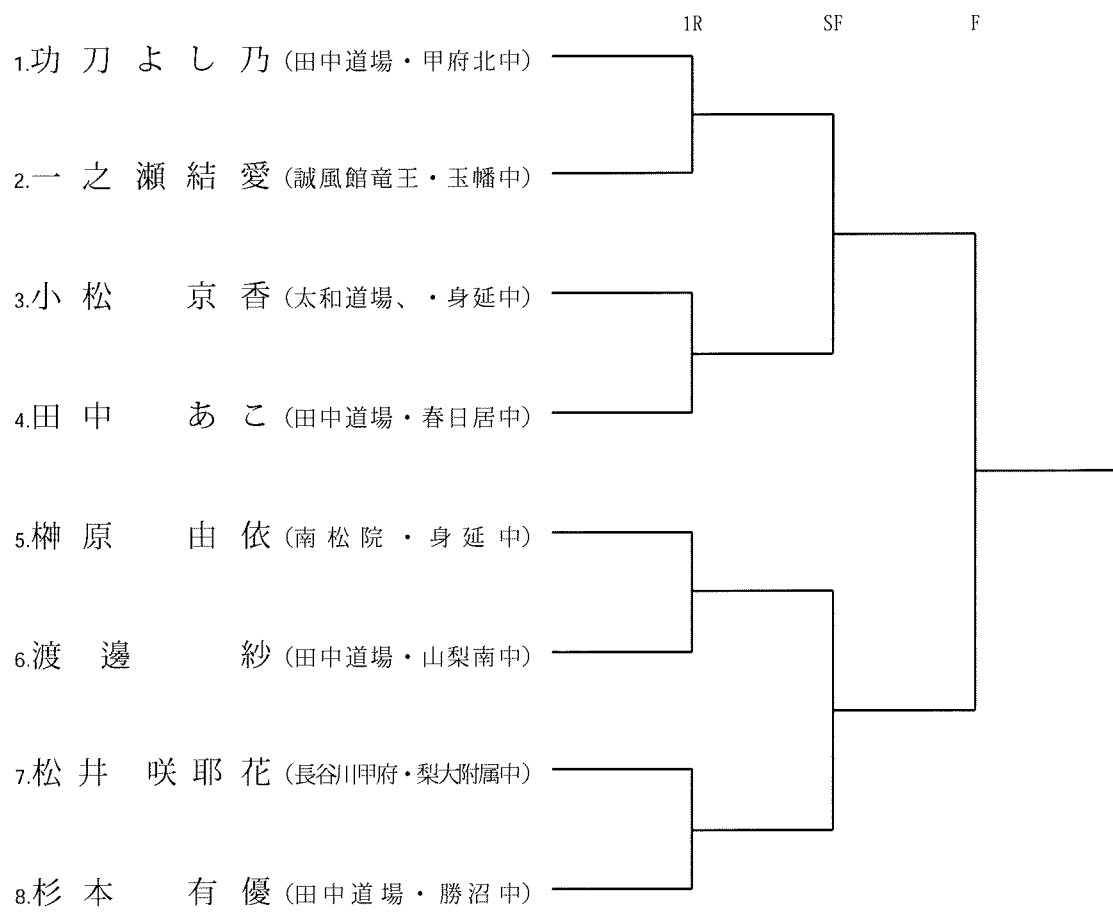 1R SF F
1.功刀よし乃 (田中道場・甲府北中)
2.一之瀬結愛 (誠風館竜王・玉幡中)
3.小松 京香 (太和道場、・身延中)
4.田中 あこ (田中道場・春日居中)
5.榊原 由依 (南松院・身延中)
6.渡邊 紗 (田中道場・山梨南中)
7.松井 咲耶花 (長谷川甲府・梨大附属中)
8.杉本 有優 (田中道場・勝沼中)